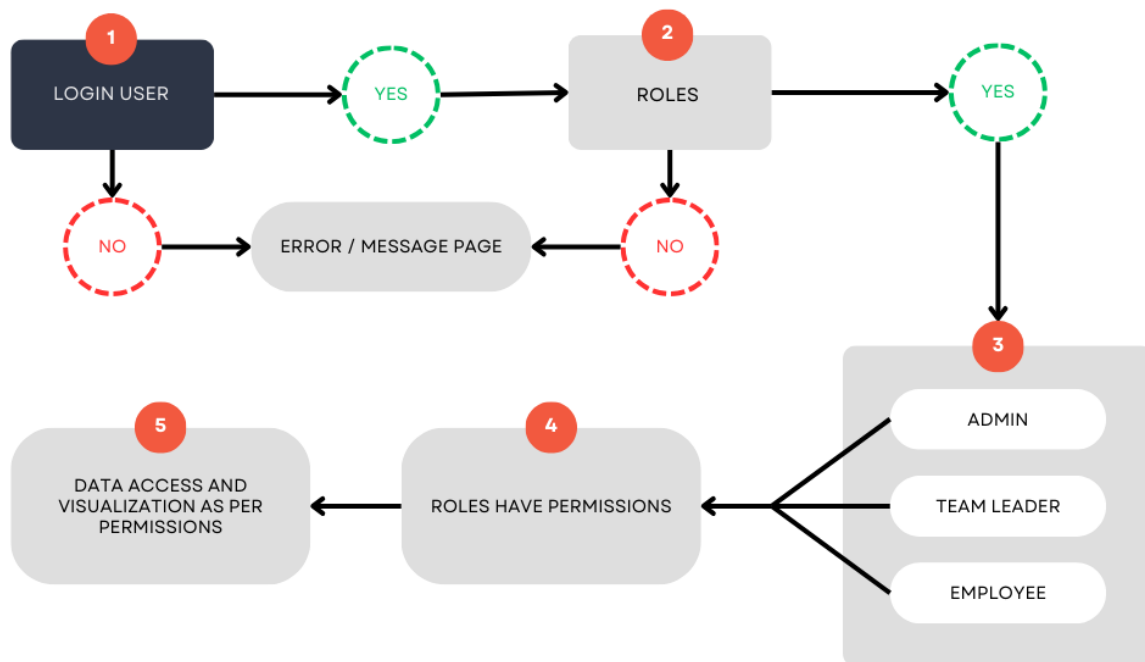 1
LOGIN USER
YES
2
ROLES
YES
NO
ERROR / MESSAGE PAGE
NO
3
ADMIN
TEAM LEADER
EMPLOYEE
4
ROLES HAVE PERMISSIONS
5
DATA ACCESS AND
VISUALIZATION AS PER
PERMISSIONS